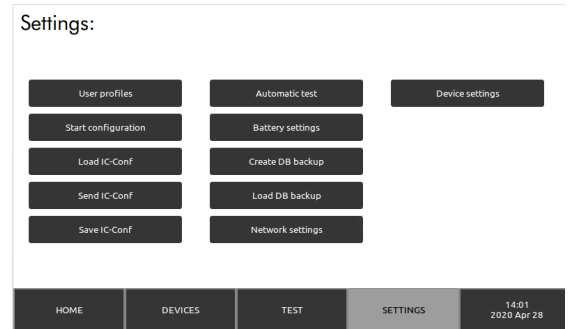 Settings:
User profiles
Automatic test
Device settings
Start configuration
Battery settings
Load IC-Conf
Create DB backup
Send IC-Conf
Load DB backup
Save IC-Conf
Network settings
HOME
DEVICES
TEST
SETTINGS
14:01
2020 Apr 28